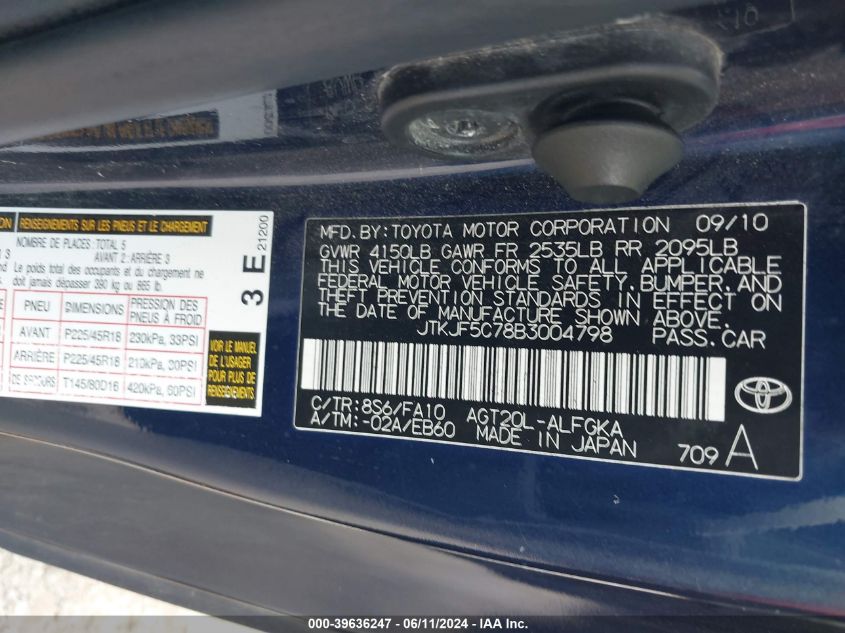 RENSEIGNEMENTS SUR LES PNEUS ET LE CHARGEMENT
NOMBRE DE PLACES: TOTAL 5
AVANT 2: ARRIÈRE 3
Le poids total des occupants et du chargement ne
doit jamais dépasser 390 kg ou 865 lb.
PNEU DIMENSIONS PRESSION DES PNEUS À FROID
AVANT P225/45R18 230kPa, 33PSI
ARRIÈRE P225/45R18 210kPa, 30PSI
DE SECOURS T145/80D16 420kPa, 60PSI
VOIR LE MANUEL
DE L'USAGER
POUR PLUS DE
RENSEIGNEMENTS
3 E 21200
MFD. BY: TOYOTA MOTOR CORPORATION 09/10
GVWR 4150LB GAWR FR 2535LB RR 2095LB
THIS VEHICLE CONFORMS TO ALL APPLICABLE
FEDERAL MOTOR VEHICLE SAFETY, BUMPER, AND
THEFT PREVENTION STANDARDS IN EFFECT ON
THE DATE OF MANUFACTURE SHOWN ABOVE.
JTKJF5C78B3004798 PASS.CAR
C/TR:8S6/FA10 AGT20L-ALFGKA
A/TM:-02A/EB60 MADE IN JAPAN
709 A
TOYOTA
000-39636247 - 06/11/2024 - IAAI.com.